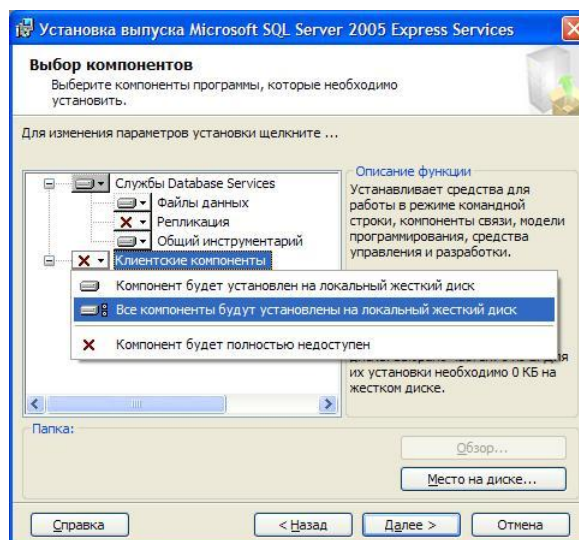 Установка выпуска Microsoft SQL Server 2005 Express Services
Выбор компонентов
Выберите компоненты программы, которые необходимо
установить.
Для изменения параметров установки щелкните ...
Службы Database Services
Файлы данных
Репликация
Общий инструментарий
Клиентские компоненты
Компонент будет установлен на локальный жесткий диск
Все компоненты будут установлены на локальный жесткий диск
Компонент будет полностью недоступен
Описание функции
Устанавливает средства для
работы в режиме командной
строки, компоненты связи, модели
программирования, средства
управления и разработки.
их установки необходимо 0 КБ на
жестком диске.
Папка:
Обзор...
Место на диске...
Справка
< Назад
Далее >
Отмена